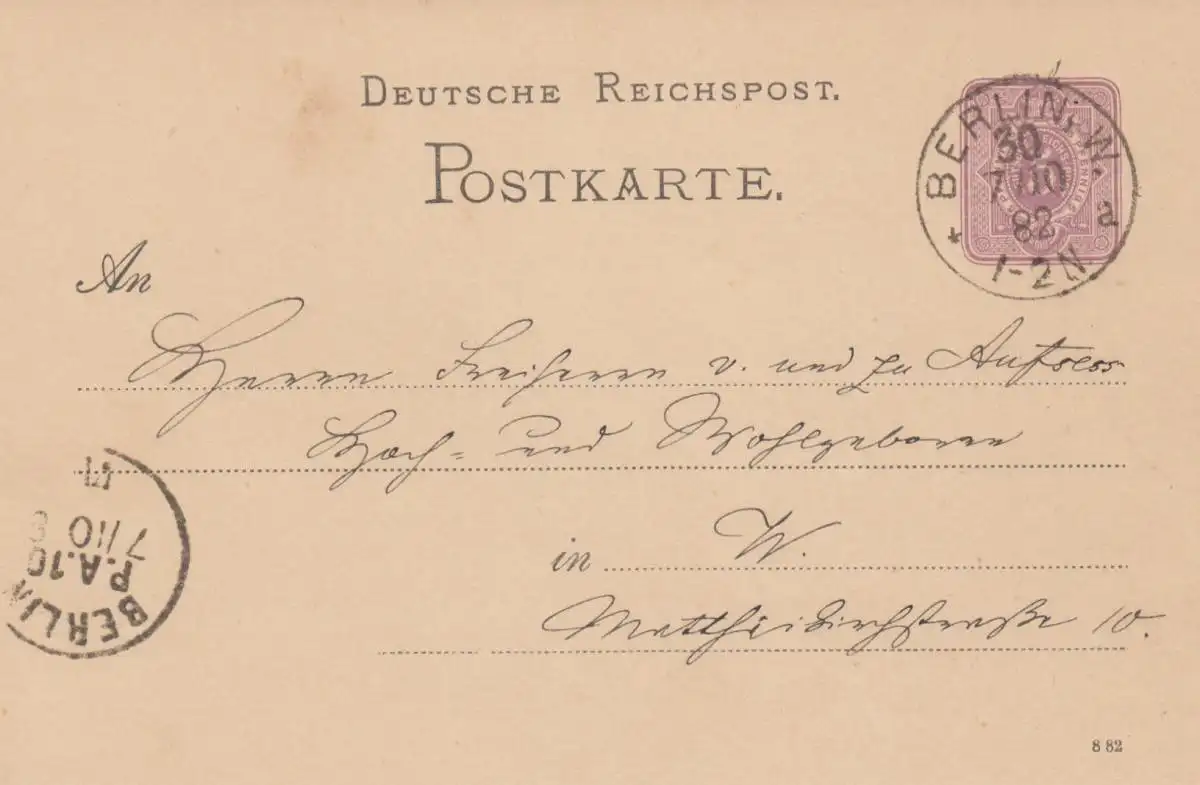 DEUTSCHE REICHSPOST.
POSTKARTE.
BERLIN, W.
30
7/10
82
1-2N
* a
An
Herrn Freiherrn v. und zu Aufsess
Hoch- und Wohlgeboren
in W.
Matthäikirchstraße 10.
BERLIN
P.A.10
7/10
8 82